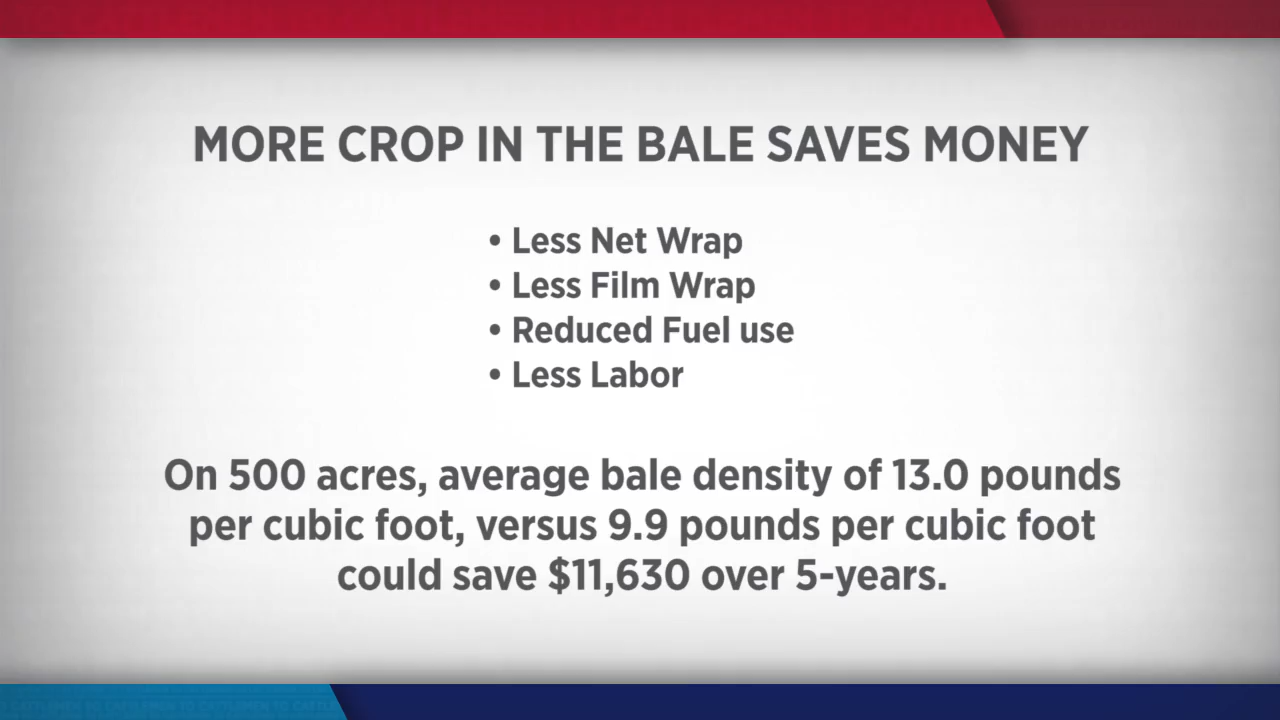 MORE CROP IN THE BALE SAVES MONEY
• Less Net Wrap
• Less Film Wrap
• Reduced Fuel use
• Less Labor
On 500 acres, average bale density of 13.0 pounds
per cubic foot, versus 9.9 pounds per cubic foot
could save $11,630 over 5-years.